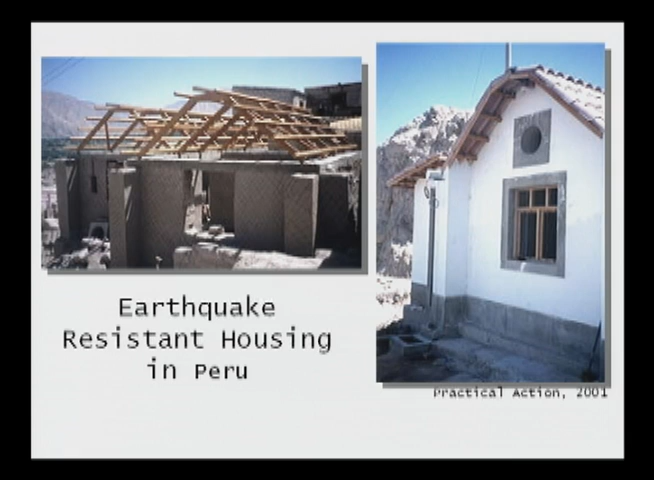 Earthquake
Resistant Housing
in Peru
Practical Action, 2001